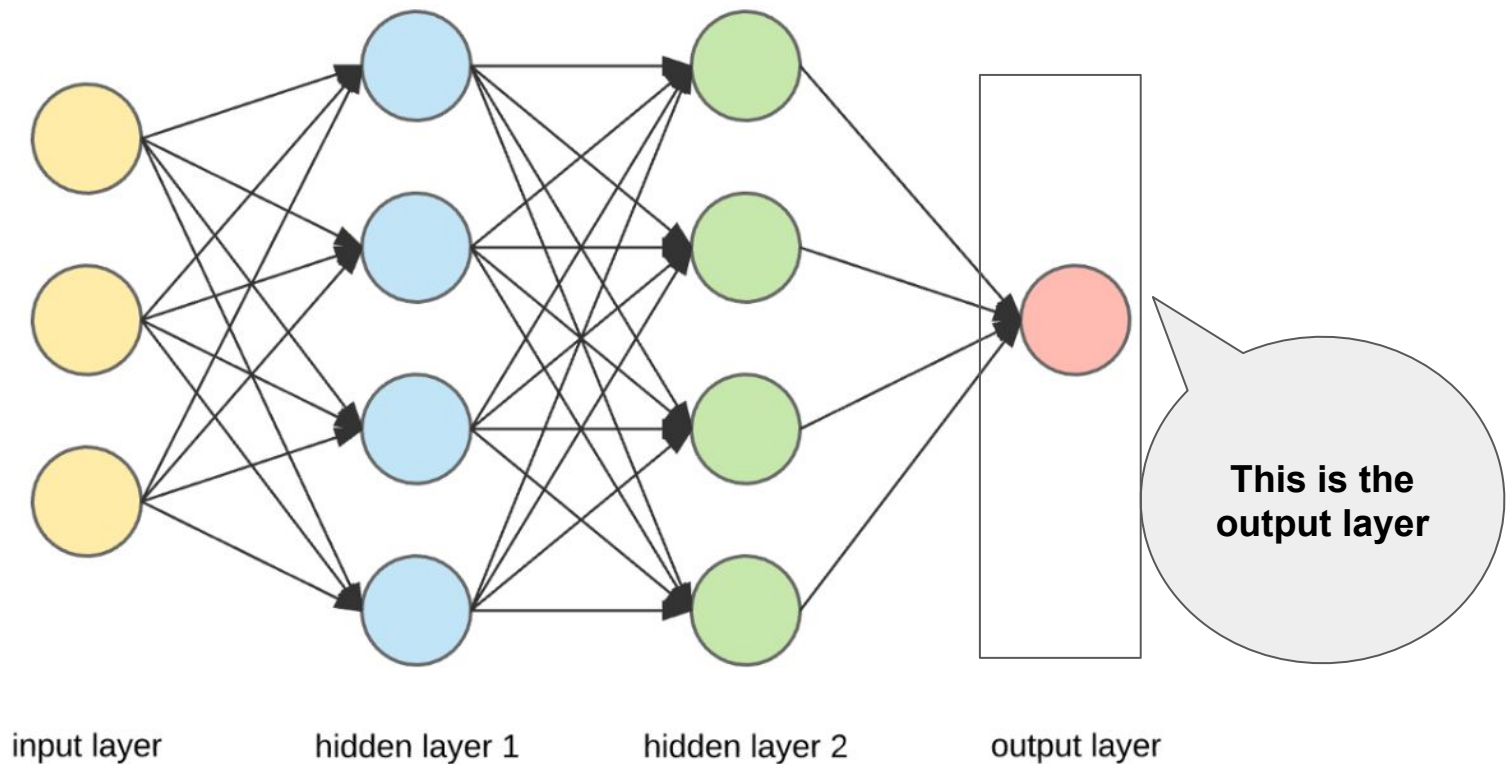 This is the
output layer
input layer
hidden layer 1
hidden layer 2
output layer